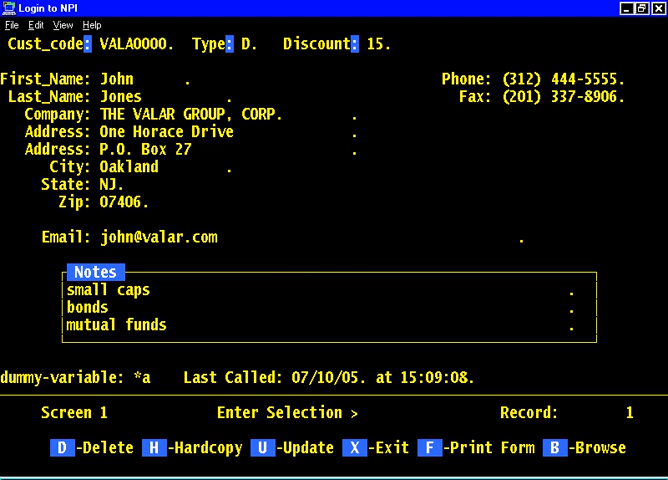 Login to NPI
File Edit View Help
Cust_code: VALA0000. Type: D. Discount: 15.
First_Name: John . Phone: (312) 444-5555.
Last_Name: Jones . Fax: (201) 337-8906.
Company: THE VALAR GROUP, CORP. .
Address: One Horace Drive .
Address: P.O. Box 27 .
City: Oakland .
State: NJ.
Zip: 07406.
Email: john@valar.com .
Notes
small caps .
bonds .
mutual funds .
dummy-variable: *a Last Called: 07/10/05. at 15:09:08.
Screen 1 Enter Selection > Record: 1
D -Delete H -Hardcopy U -Update X -Exit F -Print Form B -Browse